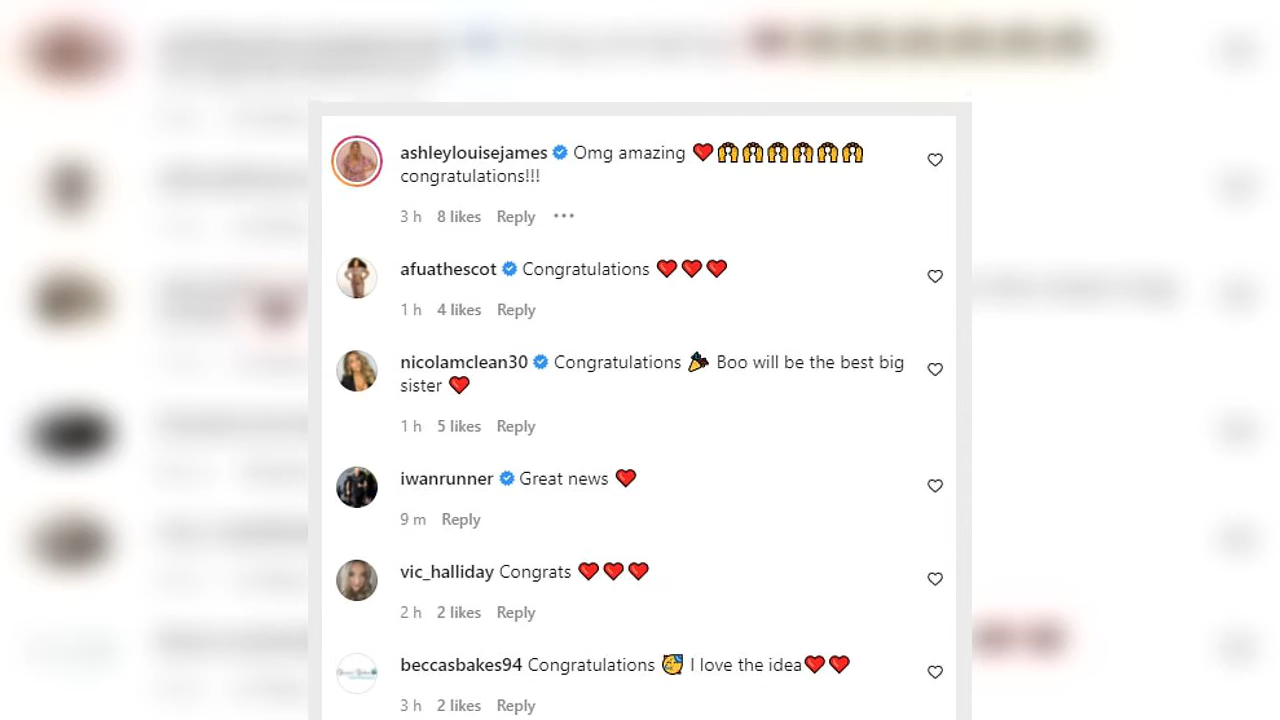 ashleylouisejames Omg amazing ❤️🙌🙌🙌🙌🙌🙌
congratulations!!!
3 h 8 likes Reply •••
afuathescot Congratulations ❤️❤️❤️
1 h 4 likes Reply
nicolamclean30 Congratulations 🎉 Boo will be the best big
sister ❤️
1 h 5 likes Reply
iwanrunner Great news ❤️
9 m Reply
vic_halliday Congrats ❤️❤️❤️
2 h 2 likes Reply
beccasbakes94 Congratulations 🥳 I love the idea❤️❤️
3 h 2 likes Reply